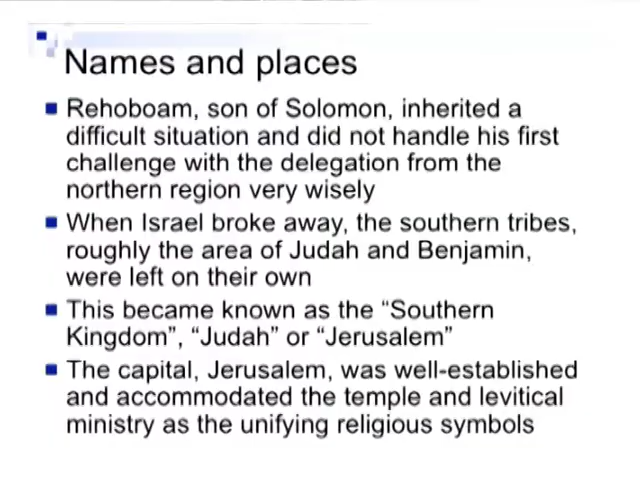 Names and places
Rehoboam, son of Solomon, inherited a
difficult situation and did not handle his first
challenge with the delegation from the
northern region very wisely
When Israel broke away, the southern tribes,
roughly the area of Judah and Benjamin,
were left on their own
This became known as the “Southern
Kingdom”, “Judah” or “Jerusalem”
The capital, Jerusalem, was well-established
and accommodated the temple and levitical
ministry as the unifying religious symbols